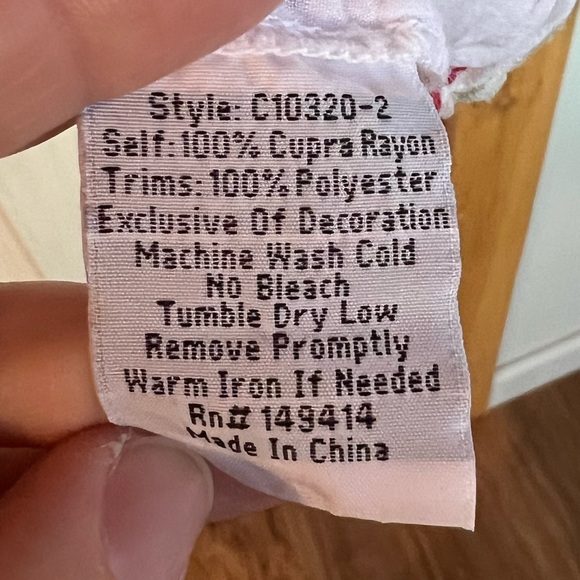 Style: C10320-2
Self: 100% Cupra Rayon
Trims: 100% Polyester
Exclusive Of Decoration
Machine Wash Cold
No Bleach
Tumble Dry Low
Remove Promptly
Warm Iron If Needed
Rn# 149414
Made In China